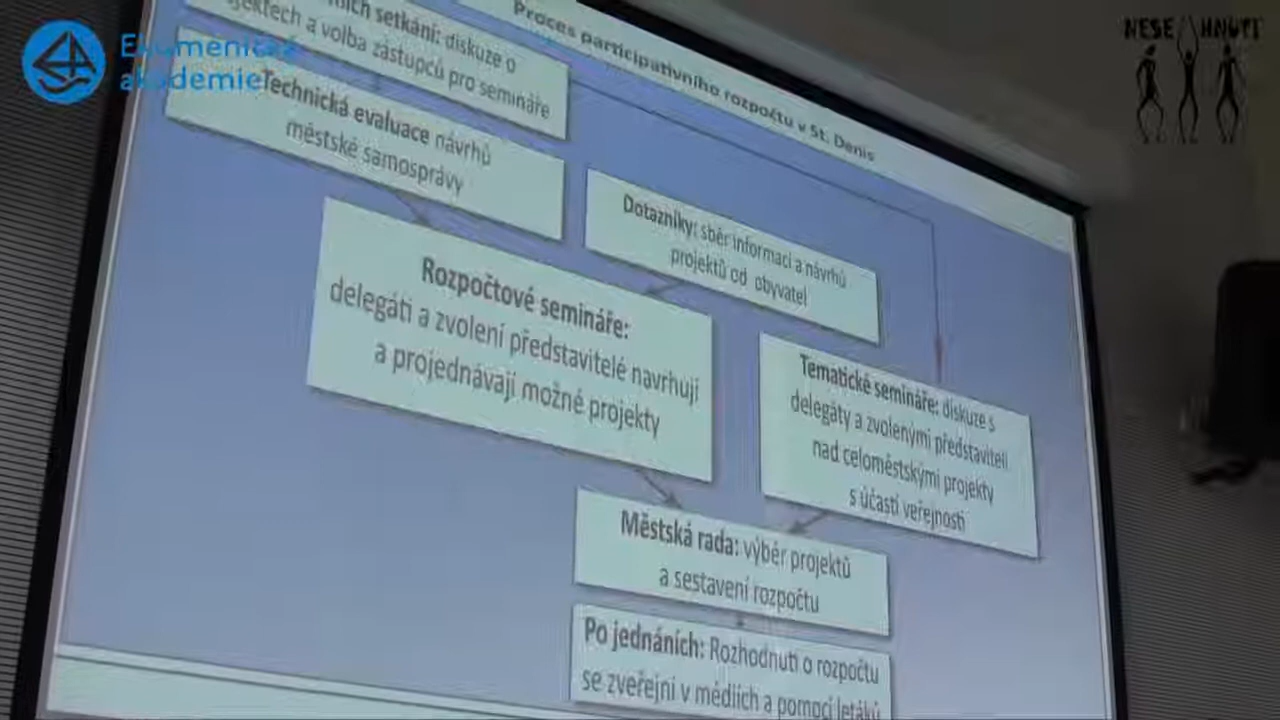 Ekumenická
akademie
NESEHNUTÍ
Proces participativního rozpočtu v St. Denis
setkání: diskuze o
a volba zástupců pro semináře
Technická evaluace návrhů
městské samosprávy
Dotazníky: sběr informací a návrhů
projektů od obyvatel
Rozpočtové semináře:
delegáti a zvolení představitelé navrhují
a projednávají možné projekty
Tematické semináře: diskuze s
delegáty a zvolenými představiteli
nad celoměstskými projekty
s účastí veřejnosti
Městská rada: výběr projektů
a sestavení rozpočtu
Po jednáních: Rozhodnutí o rozpočtu
se zveřejní v médiích a pomocí letáků